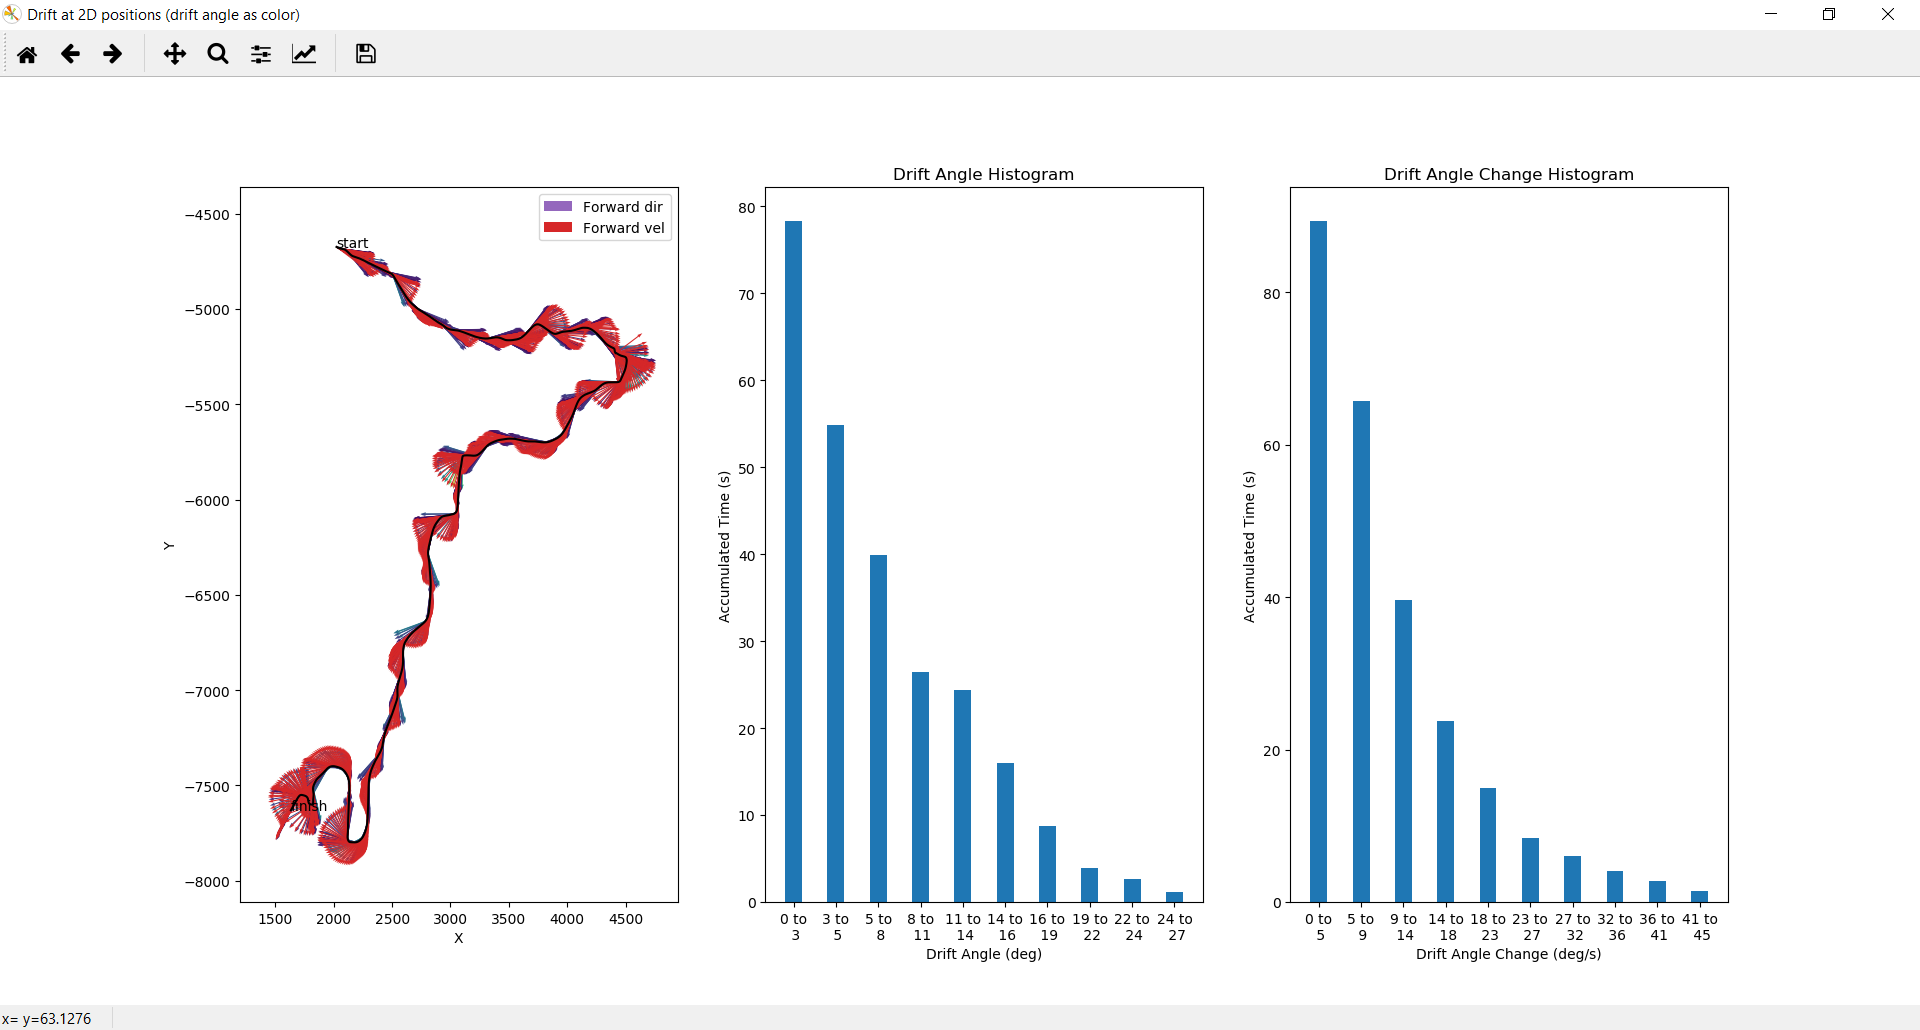 Drift at 2D positions (drift angle as color)
Forward dir
Forward vel
start
finish
−4500
−5000
−5500
−6000
−6500
−7000
−7500
−8000
Y
1500 2000 2500 3000 3500 4000 4500
X
Drift Angle Histogram
80
70
60
50
40
30
20
10
0
Accumulated Time (s)
0 to 3 to 5 to 8 to 11 to 14 to 16 to 19 to 22 to 24 to
3 5 8 11 14 16 19 22 24 27
Drift Angle (deg)
Drift Angle Change Histogram
80
60
40
20
0
Accumulated Time (s)
0 to 5 to 9 to 14 to 18 to 23 to 27 to 32 to 36 to 41 to
5 9 14 18 23 27 32 36 41 45
Drift Angle Change (deg/s)
x= y=63.1276